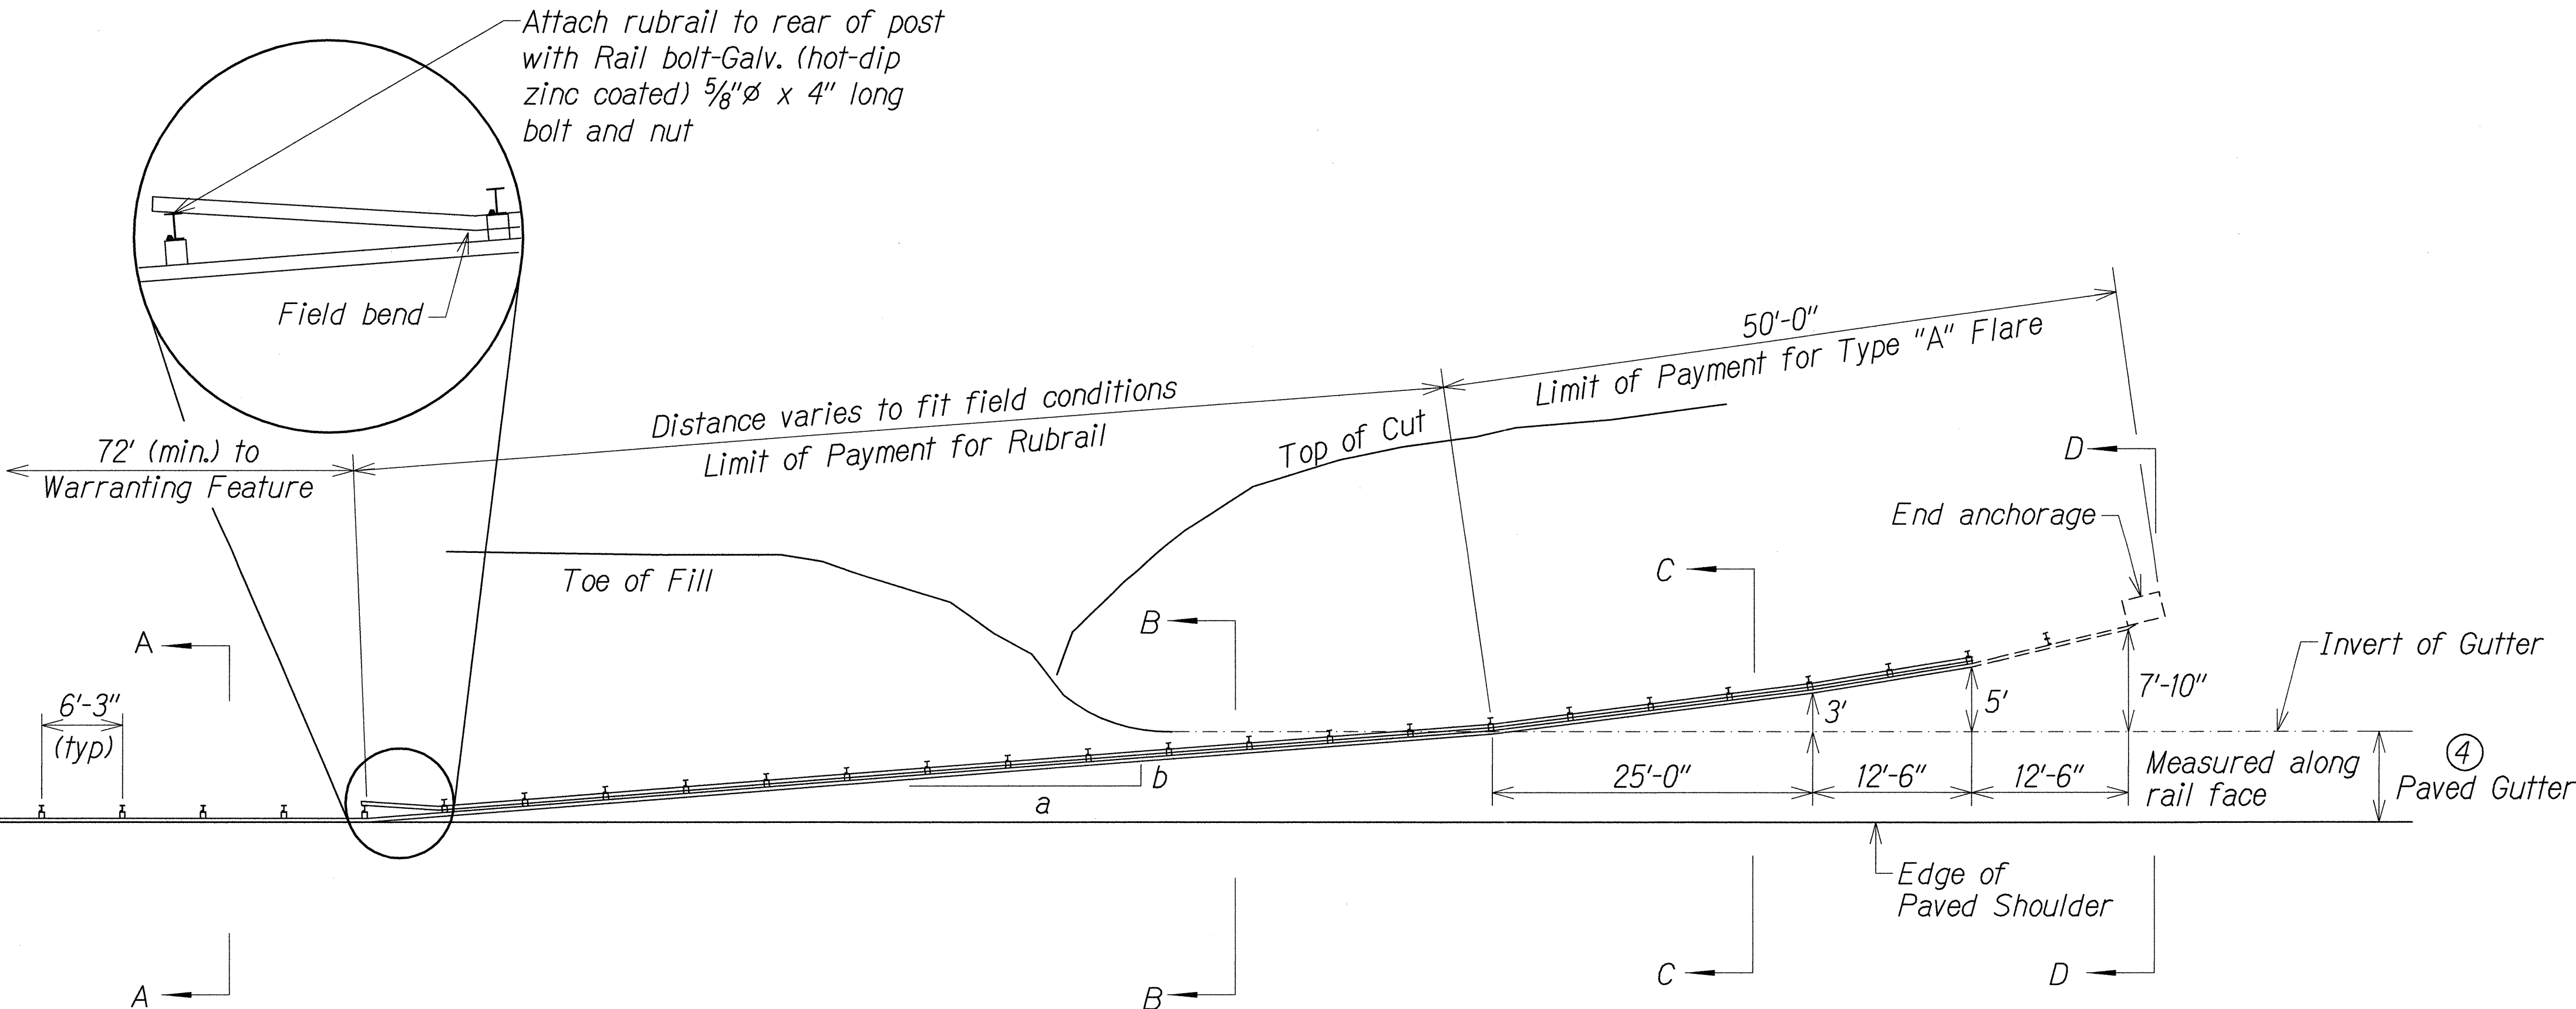 Attach rubrail to rear of post
with Rail bolt-Galv. (hot-dip
zinc coated) 5/8"ø x 4" long
bolt and nut
Field bend
50'-0"
Limit of Payment for Type "A" Flare
Distance varies to fit field conditions
Limit of Payment for Rubrail
Top of Cut
72' (min.) to
Warranting Feature
D
End anchorage
Toe of Fill
C
B
A
Invert of Gutter
6'-3"
(typ)
7'-10"
5'
3'
4
Paved Gutter
b
a
25'-0"
12'-6"
12'-6"
Measured along
rail face
Edge of
Paved Shoulder
A
B
C
D